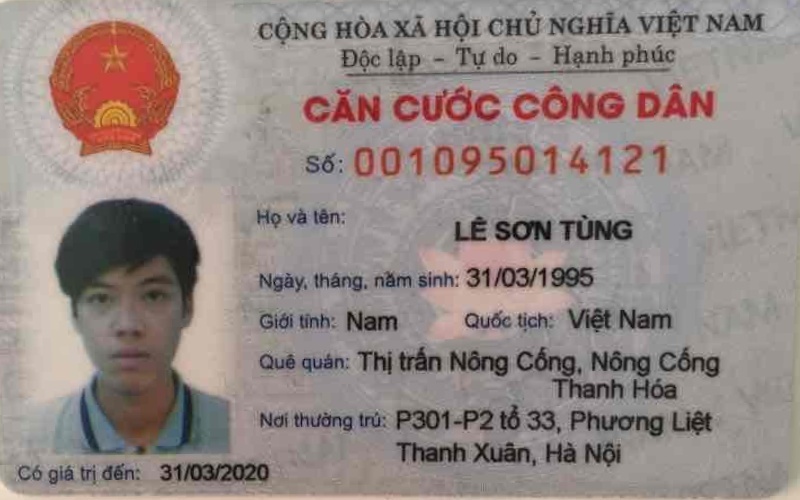 CỘNG HÒA XÃ HỘI CHỦ NGHĨA VIỆT NAM
Độc lập - Tự do - Hạnh phúc
CĂN CƯỚC CÔNG DÂN
Số: 001095014121
Họ và tên: LÊ SƠN TÙNG
Ngày, tháng, năm sinh: 31/03/1995
Giới tính: Nam Quốc tịch: Việt Nam
Quê quán: Thị trấn Nông Cống, Nông Cống
Thanh Hóa
Nơi thường trú: P301-P2 tổ 33, Phương Liệt
Thanh Xuân, Hà Nội
Có giá trị đến: 31/03/2020